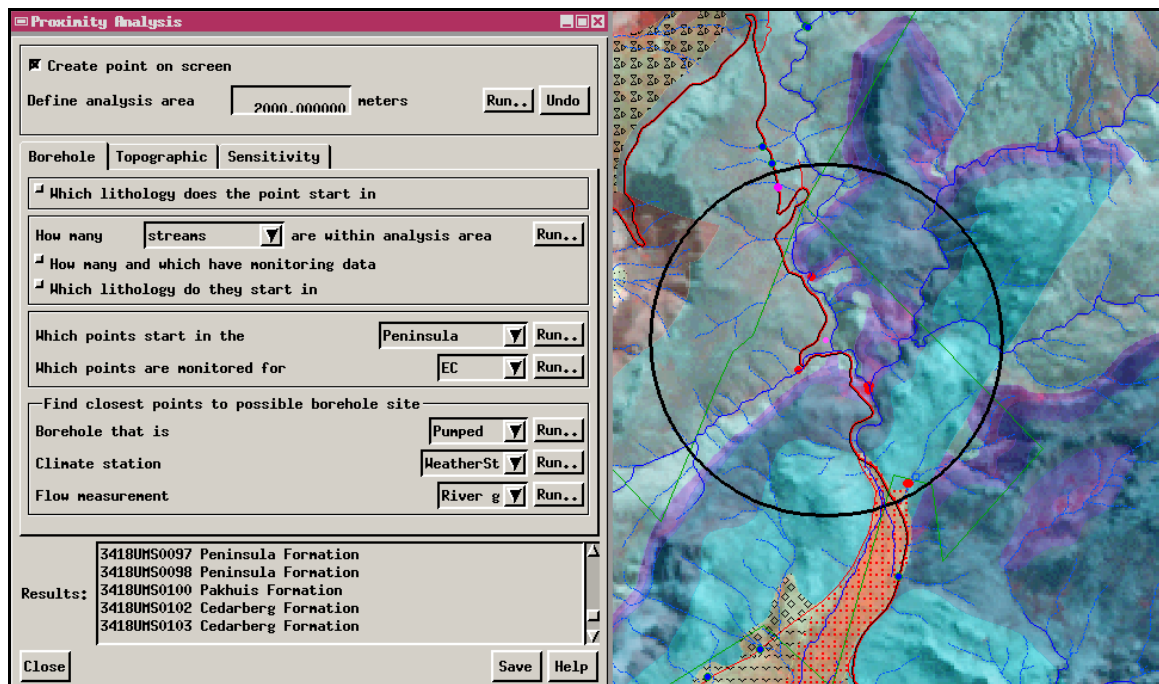 Proximity Analysis
Create point on screen
Define analysis area 2000.000000 meters Run.. Undo
Borehole Topographic Sensitivity
Which lithology does the point start in
How many streams are within analysis area Run..
How many and which have monitoring data
Which lithology do they start in
Which points start in the Peninsula Run..
Which points are monitored for EC Run..
Find closest points to possible borehole site
Borehole that is Pumped Run..
Climate station WeatherSt Run..
Flow measurement River g Run..
Results:
3418UMS0097 Peninsula Formation
3418UMS0098 Peninsula Formation
3418UMS0100 Pakhuis Formation
3418UMS0102 Cedarberg Formation
3418UMS0103 Cedarberg Formation
Close Save Help